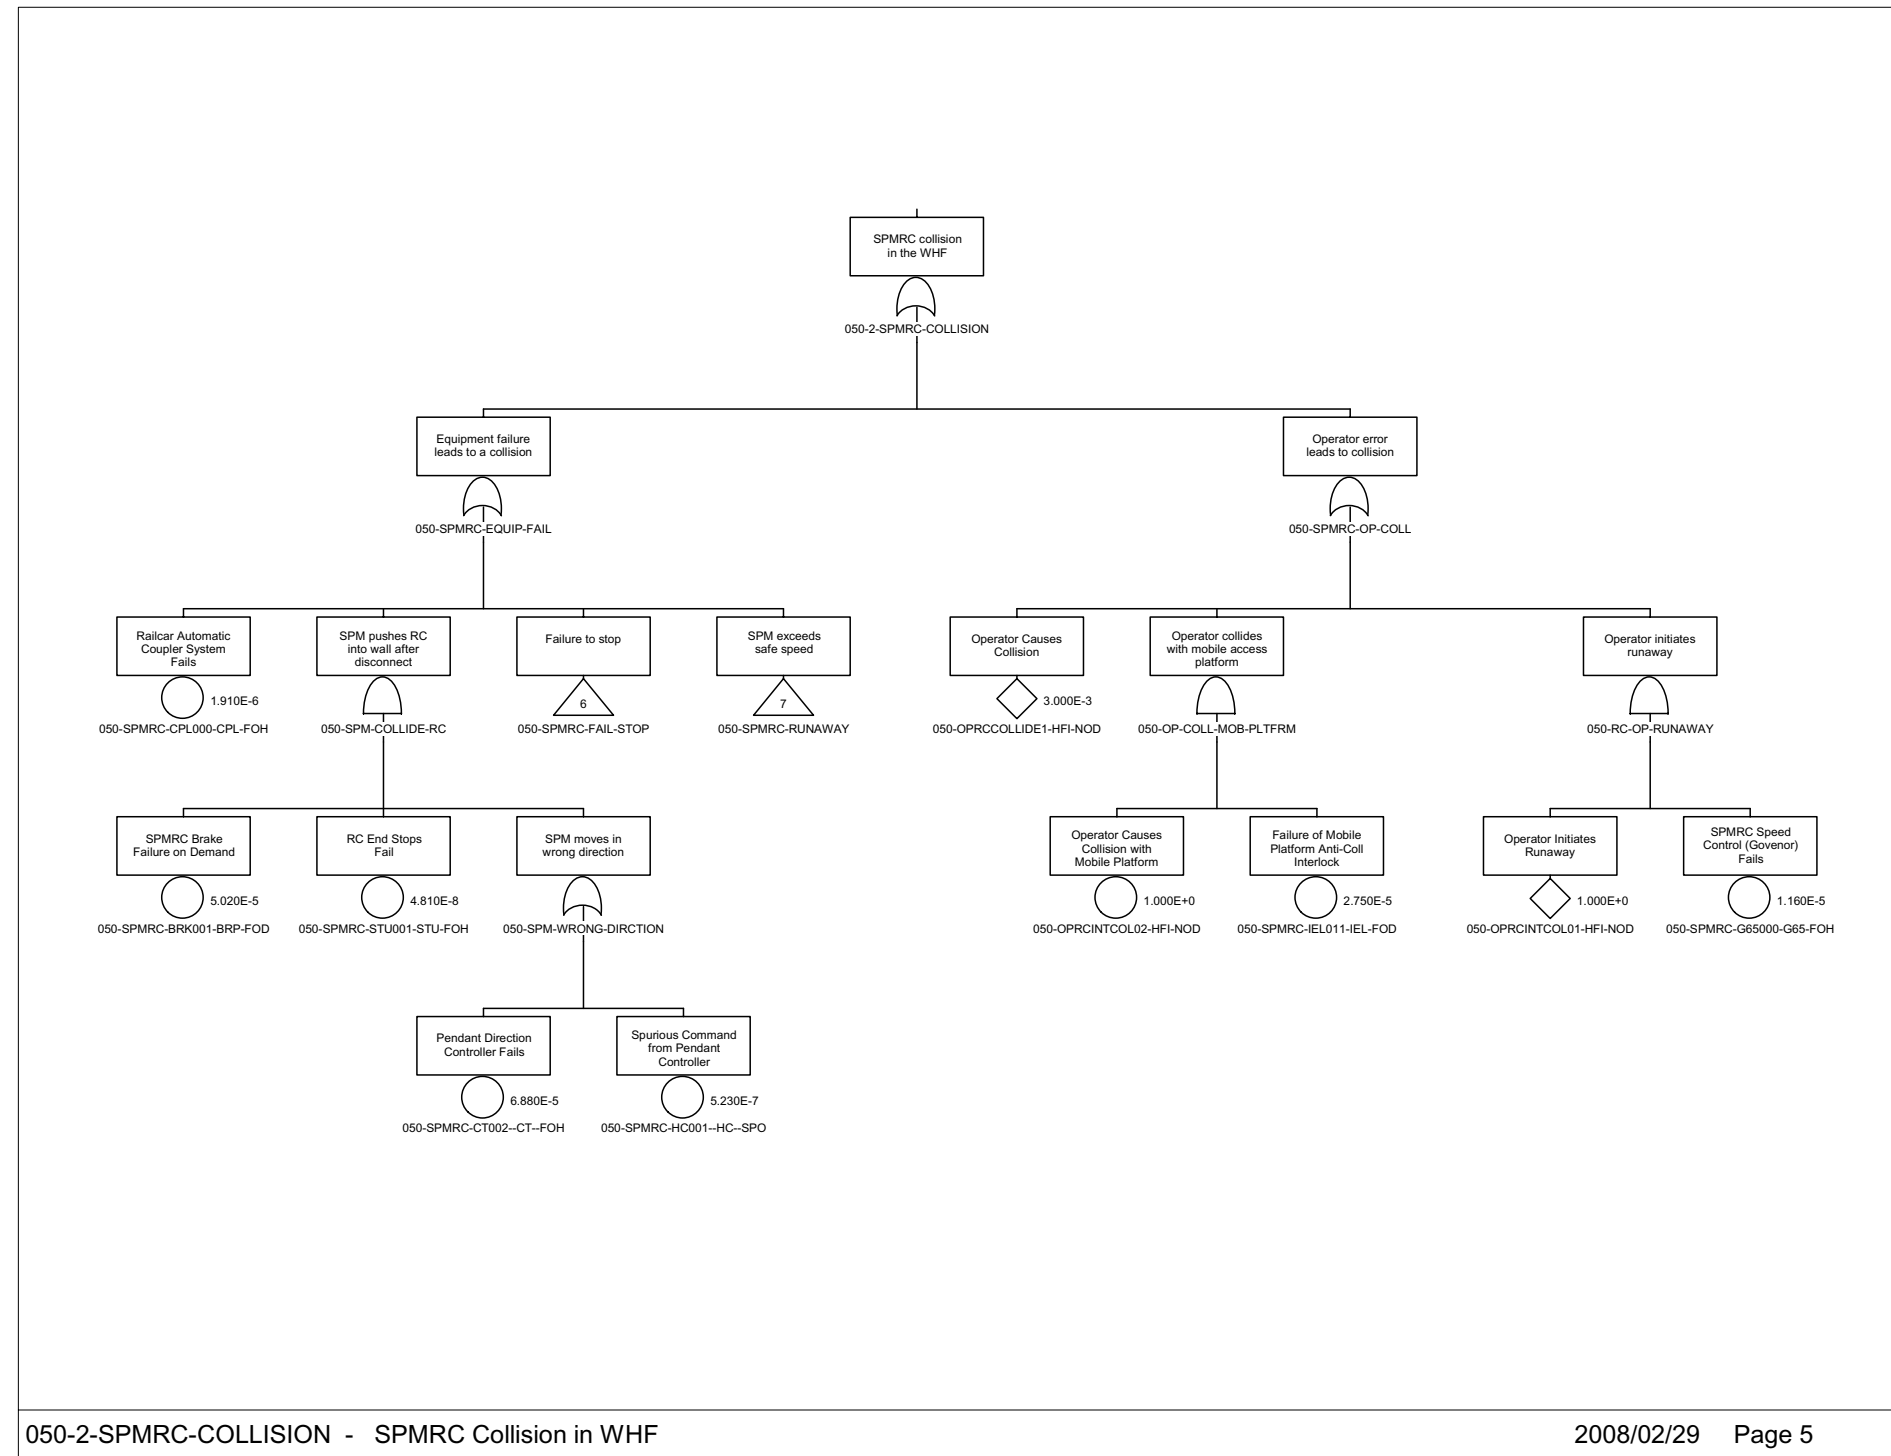 SPMRC collision
in the WHF
050-2-SPMRC-COLLISION
Equipment failure
leads to a collision
050-SPMRC-EQUIP-FAIL
Operator error
leads to collision
050-SPMRC-OP-COLL
Railcar Automatic
Coupler System
Fails
1.910E-6
050-SPMRC-CPL000-CPL-FOH
SPM pushes RC
into wall after
disconnect
050-SPM-COLLIDE-RC
Failure to stop
6
050-SPMRC-FAIL-STOP
SPM exceeds
safe speed
7
050-SPMRC-RUNAWAY
Operator Causes
Collision
3.000E-3
050-OPRCCOLLIDE1-HFI-NOD
Operator collides
with mobile access
platform
050-OP-COLL-MOB-PLTFRM
Operator initiates
runaway
050-RC-OP-RUNAWAY
SPMRC Brake
Failure on Demand
5.020E-5
050-SPMRC-BRK001-BRP-FOD
RC End Stops
Fail
4.810E-8
050-SPMRC-STU001-STU-FOH
SPM moves in
wrong direction
050-SPM-WRONG-DIRCTION
Operator Causes
Collision with
Mobile Platform
1.000E+0
050-OPRCINTCOL02-HFI-NOD
Failure of Mobile
Platform Anti-Coll
Interlock
2.750E-5
050-SPMRC-IEL011-IEL-FOD
Operator Initiates
Runaway
1.000E+0
050-OPRCINTCOL01-HFI-NOD
SPMRC Speed
Control (Govenor)
Fails
1.160E-5
050-SPMRC-G65000-G65-FOH
Pendant Direction
Controller Fails
6.880E-5
050-SPMRC-CT002--CT--FOH
Spurious Command
from Pendant
Controller
5.230E-7
050-SPMRC-HC001--HC--SPO
050-2-SPMRC-COLLISION - SPMRC Collision in WHF
2008/02/29 Page 5